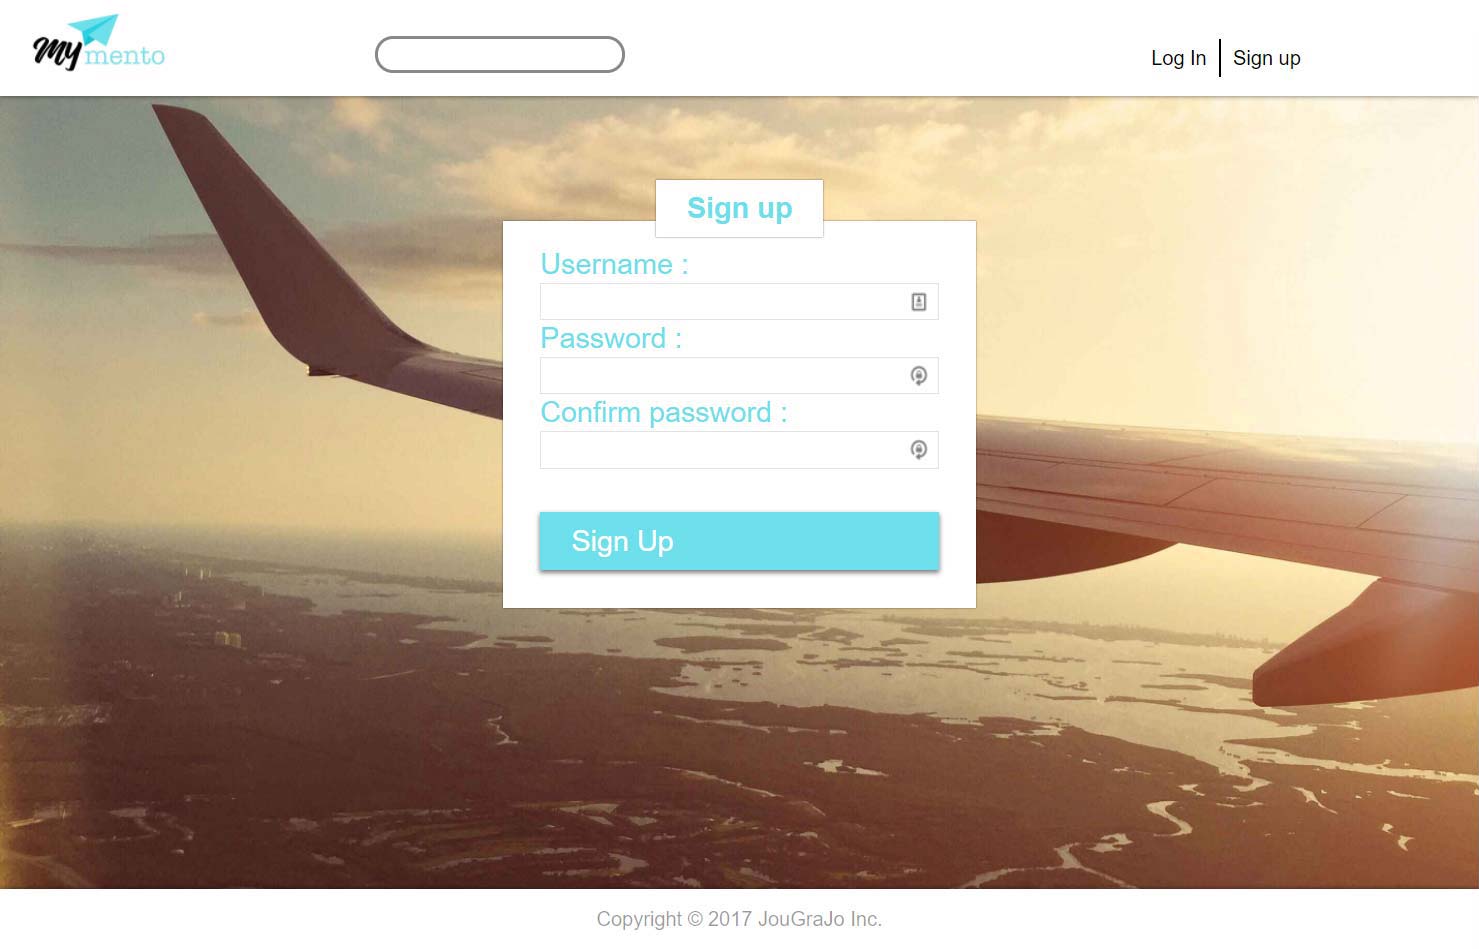 My mento
Log In
Sign up
Sign up
Username :
Password :
Confirm password :
Sign Up
Copyright © 2017 JouGraJo Inc.